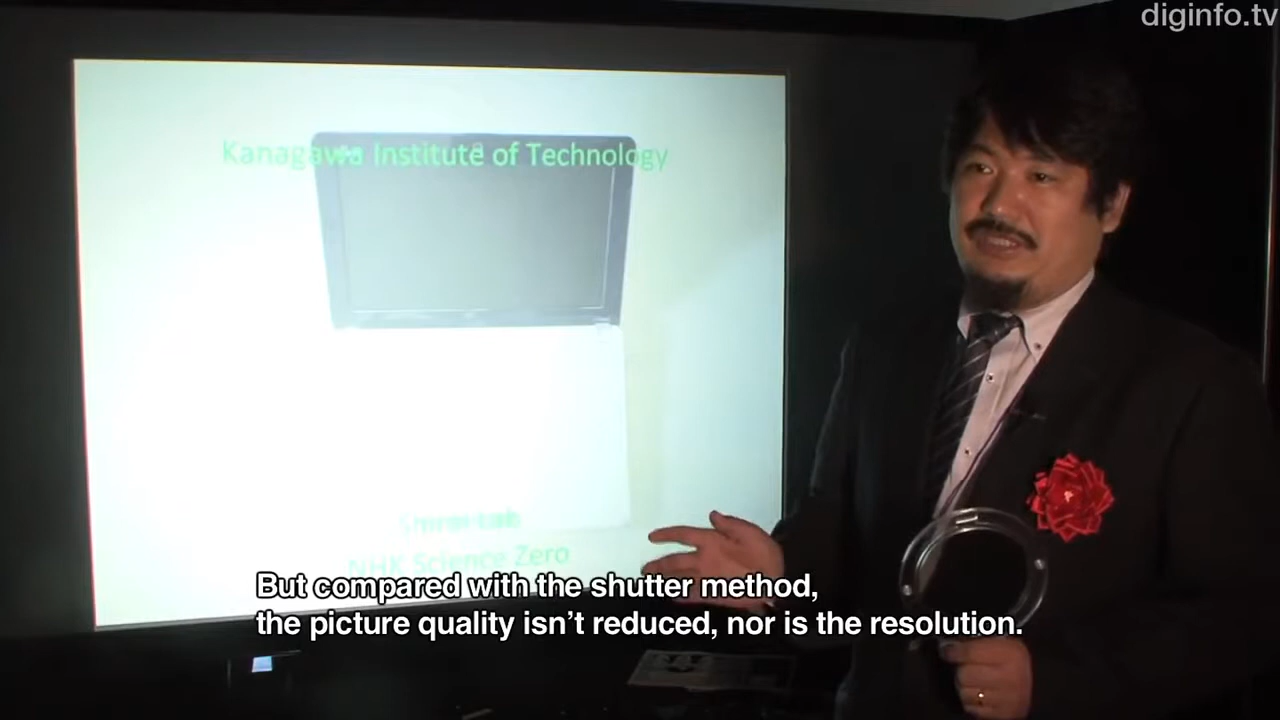 diginfo.tv
Kanagawa Institute of Technology
NHK Science Zero
But compared with the shutter method,
the picture quality isn't reduced, nor is the resolution.